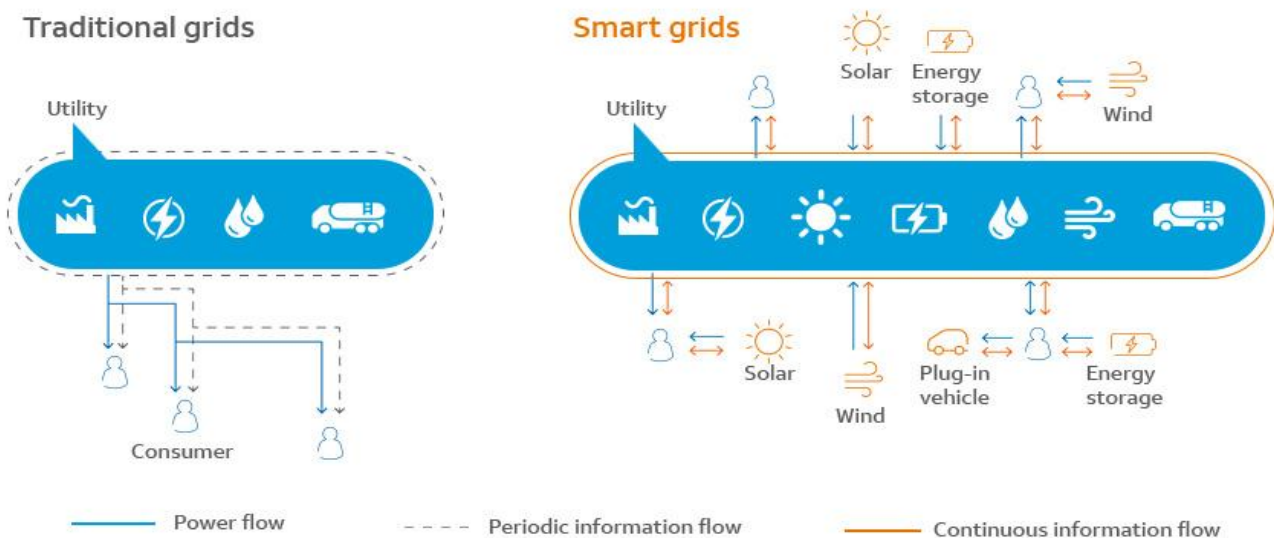 Traditional grids
Utility
Consumer
Smart grids
Utility
Solar
Energy
storage
Wind
Solar
Wind
Plug-in
vehicle
Energy
storage
Power flow
Periodic information flow
Continuous information flow